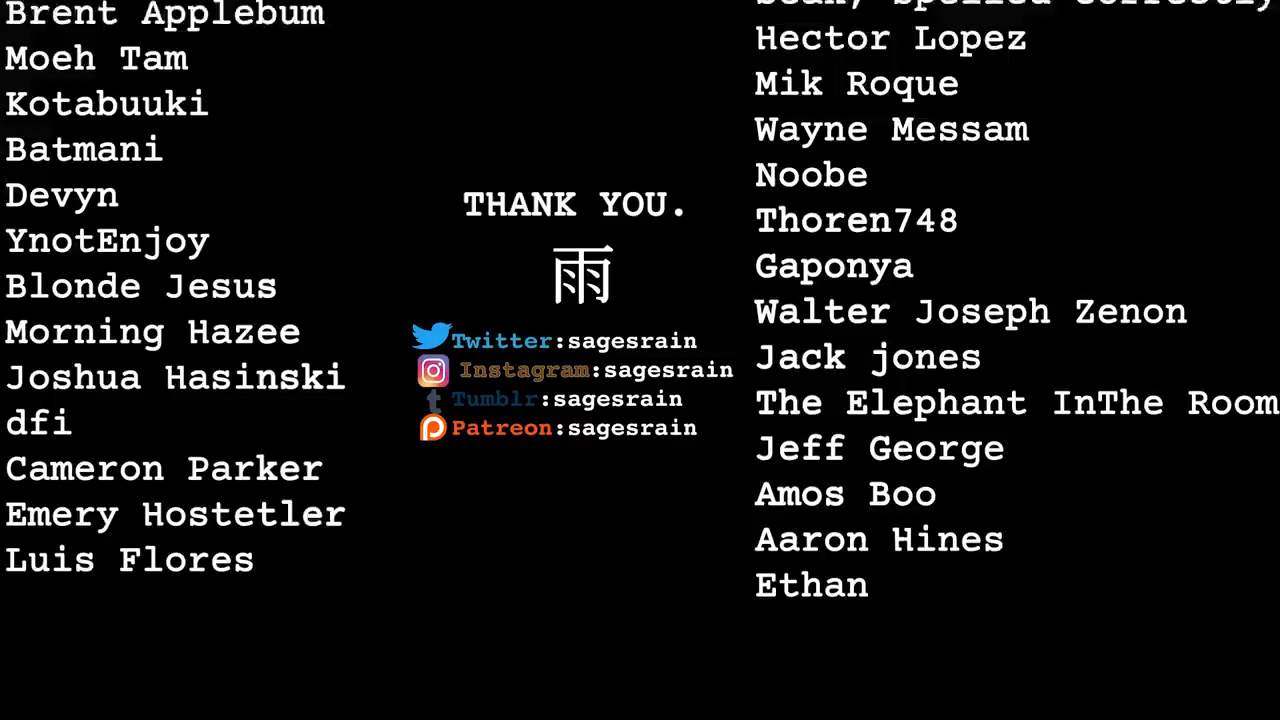 Brent Applebum
Moeh Tam
Kotabuuki
Batmani
Devyn
YnotEnjoy
Blonde Jesus
Morning Hazee
Joshua Hasinski
dfi
Cameron Parker
Emery Hostetler
Luis Flores
THANK YOU.
雨
Twitter:sagesrain
Instagram:sagesrain
Tumblr:sagesrain
Patreon:sagesrain
Hector Lopez
Mik Roque
Wayne Messam
Noobe
Thoren748
Gaponya
Walter Joseph Zenon
Jack jones
The Elephant InThe Room
Jeff George
Amos Boo
Aaron Hines
Ethan